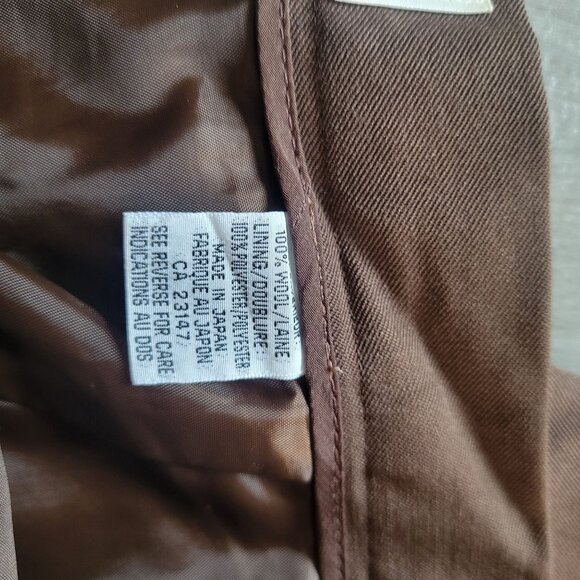 100% WOOL/LAINE
LINING/DOUBLURE:
100% POLYESTER/POLYESTER
MADE IN JAPAN
FABRIQUE AU JAPON
CA 23147
SEE REVERSE FOR CARE
INDICATIONS AU DOS